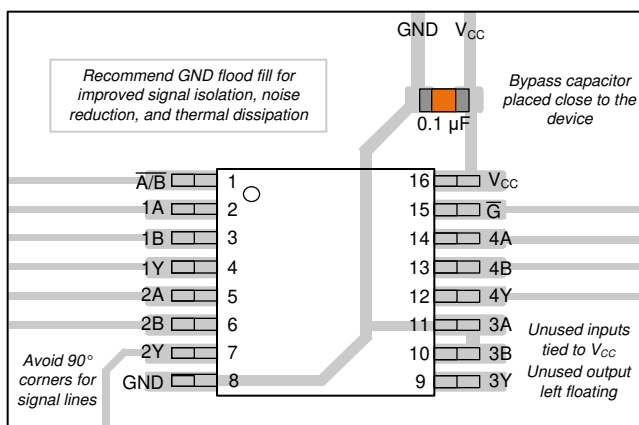 GND VCC
Recommend GND flood fill for
improved signal isolation, noise
reduction, and thermal dissipation
Bypass capacitor
placed close to the
device
0.1 µF
A̅/̅B̅ 1 16 VCC
1A 2 15 G̅
1B 3 14 4A
1Y 4 13 4B
2A 5 12 4Y
2B 6 11 3A
2Y 7 10 3B
GND 8 9 3Y
Avoid 90°
corners for
signal lines
Unused inputs
tied to VCC
Unused output
left floating